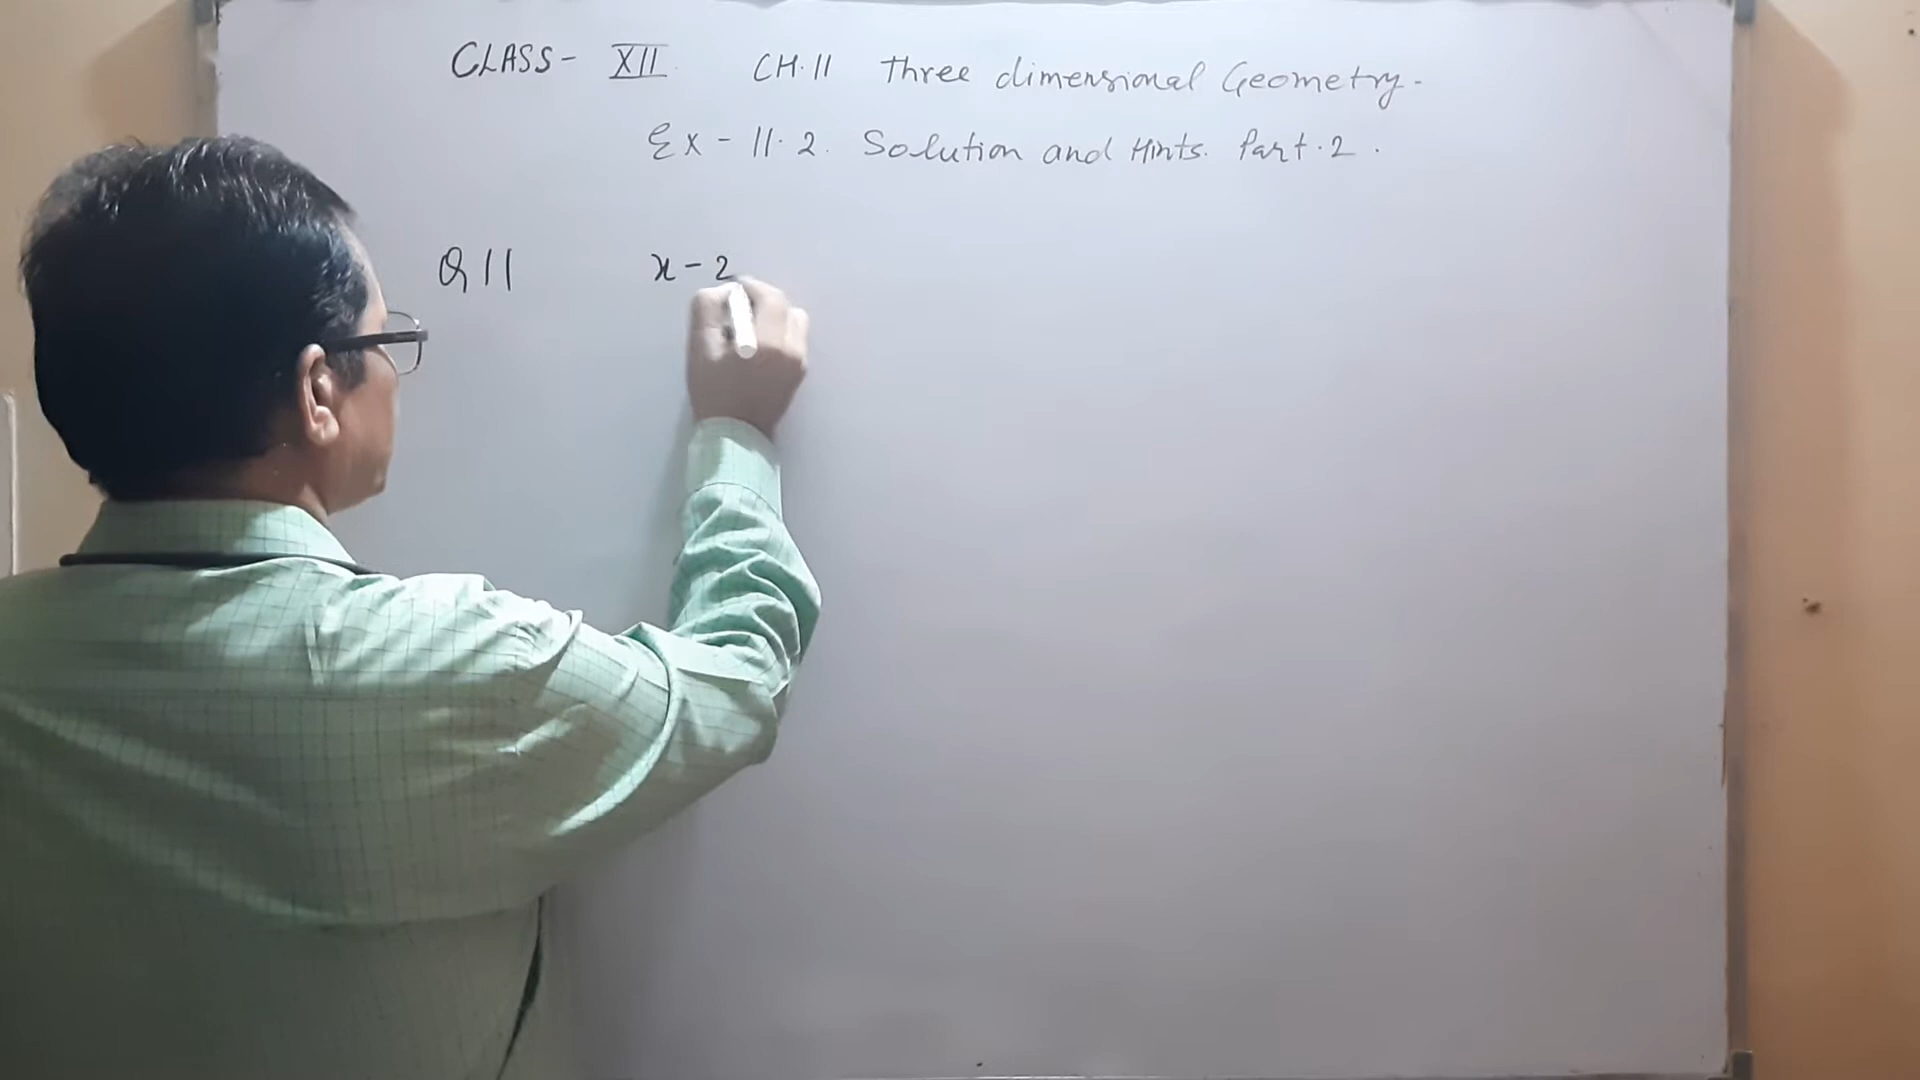 CLASS- XII CH.11 Three dimensional Geometry-
Ex - 11.2. Solution and Hints. Part.2.
Q11 x-2